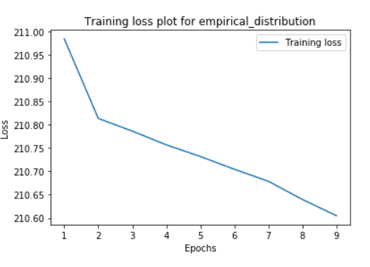 Training loss plot for empirical_distribution
Training loss
211.00
210.95
210.90
210.85
210.80
210.75
210.70
210.65
210.60
Loss
1 2 3 4 5 6 7 8 9
Epochs